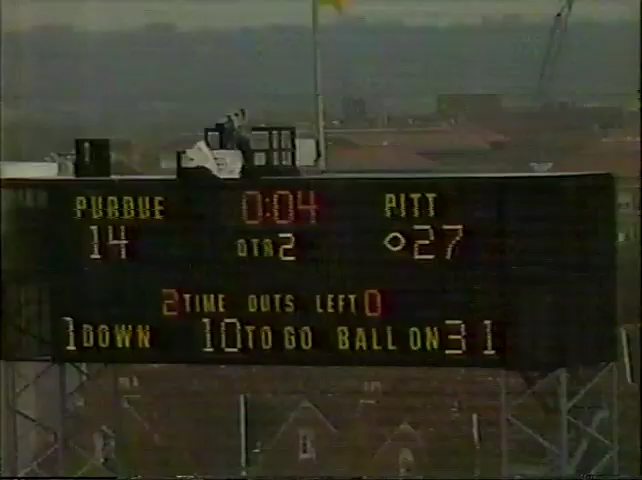 PURDUE 0:04 PITT
14 QTR 2 27
2 TIME OUTS LEFT 0
1 DOWN 10 TO GO BALL ON 31